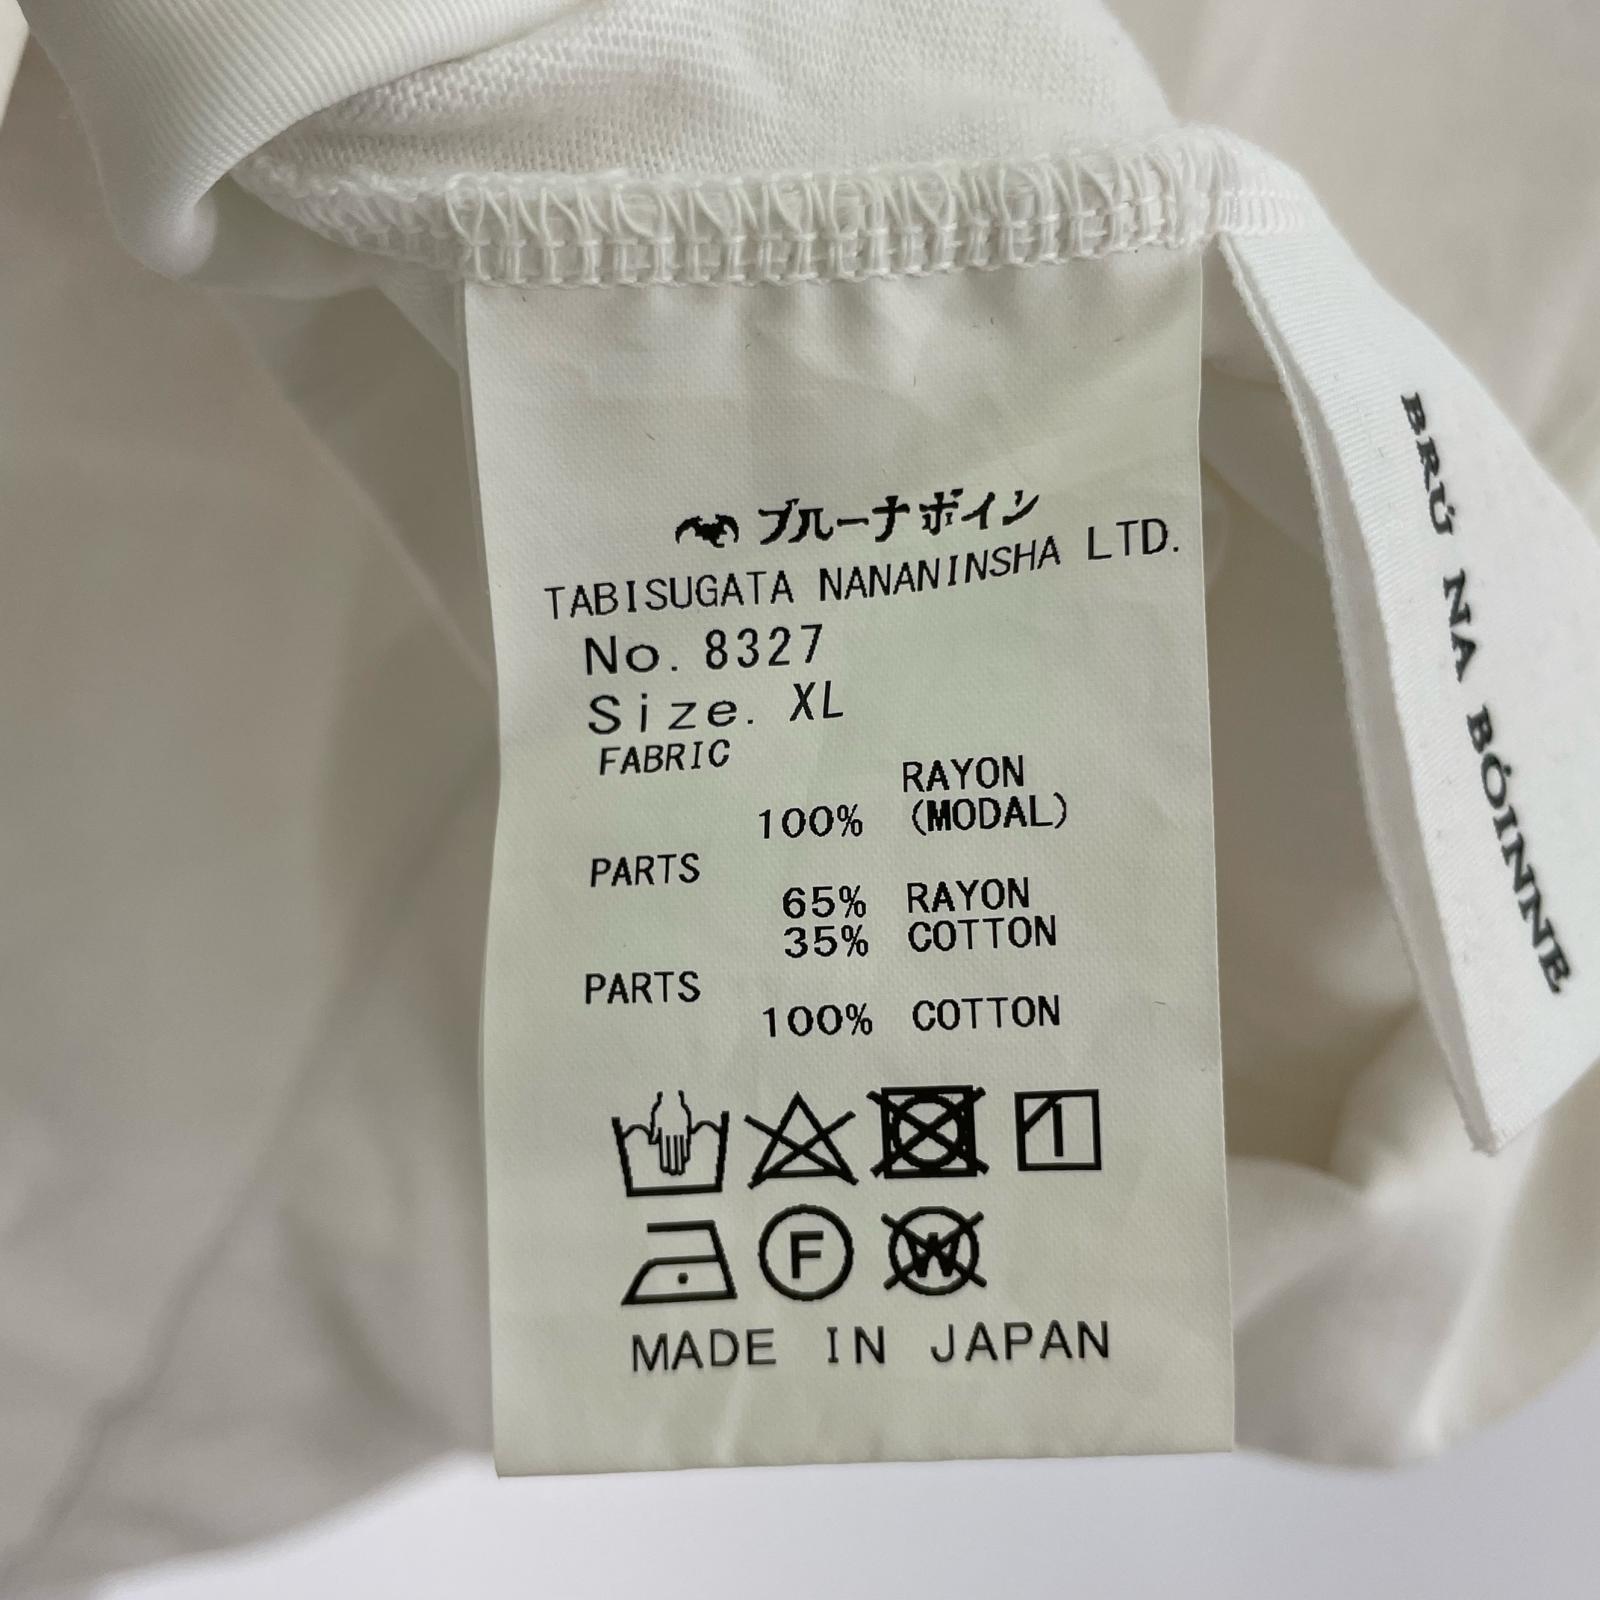 ブルーナボイン
TABISUGATA NANANINSHA LTD.
No. 8327
Size. XL
FABRIC
100% RAYON
(MODAL)
PARTS
65% RAYON
35% COTTON
PARTS
100% COTTON
F
W
MADE IN JAPAN
BRÚ NA BÓINNE